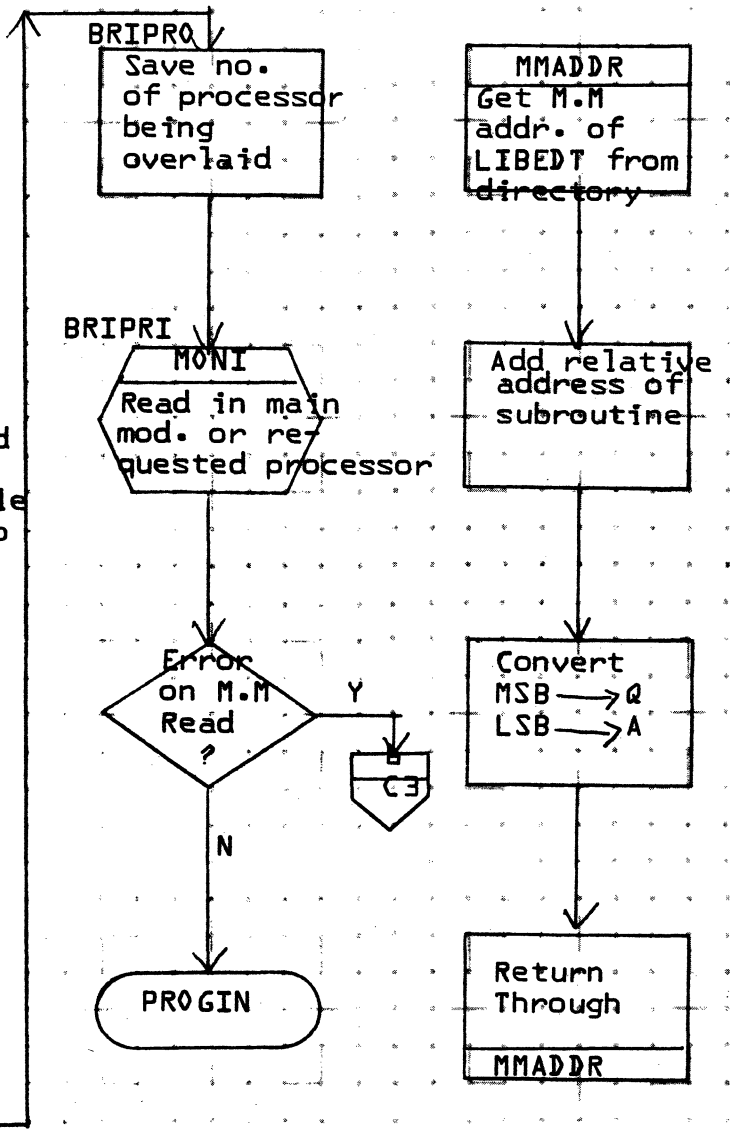 BRIPRO
Save no.
of processor
being
overlaid
BRIPRI
MONI
Read in main
mod. or re-
quested processor
Error
on M.M
Read
?
Y
C3
N
PROGIN
d
le
MMADDR
Get M.M
addr. of
LIBEDT from
directory
Add relative
address of
subroutine
Convert
MSB → Q
LSB → A
Return
Through
MMADDR